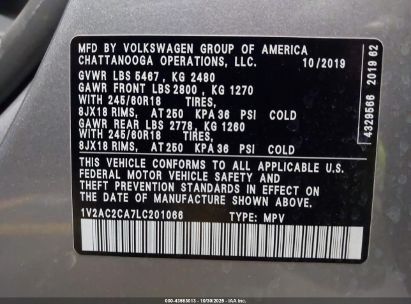 MFD BY VOLKSWAGEN GROUP OF AMERICA
CHATTANOOGA OPERATIONS, LLC. 10/2019
GVWR LBS 5467, KG 2480
GAWR FRONT LBS 2800, KG 1270
WITH 245/60R18 TIRES,
8JX18 RIMS, AT 250 KPA 36 PSI COLD
GAWR REAR LBS 2778, KG 1260
WITH 245/60R18 TIRES,
8JX18 RIMS, AT 250 KPA 36 PSI COLD
THIS VEHICLE CONFORMS TO ALL APPLICABLE U.S.
FEDERAL MOTOR VEHICLE SAFETY AND
THEFT PREVENTION STANDARDS IN EFFECT ON
THE DATE OF MANUFACTURE SHOWN ABOVE.
1V2AC2CA7LC201066 TYPE: MPV
4329566 2019 62